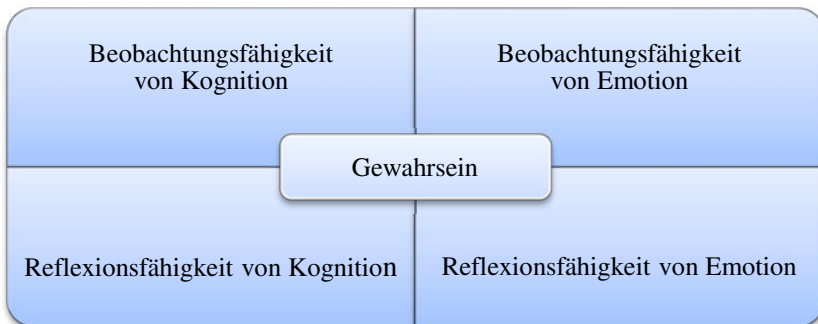 Beobachtungsfähigkeit
von Kognition
Beobachtungsfähigkeit
von Emotion
Gewahrsein
Reflexionsfähigkeit von Kognition
Reflexionsfähigkeit von Emotion